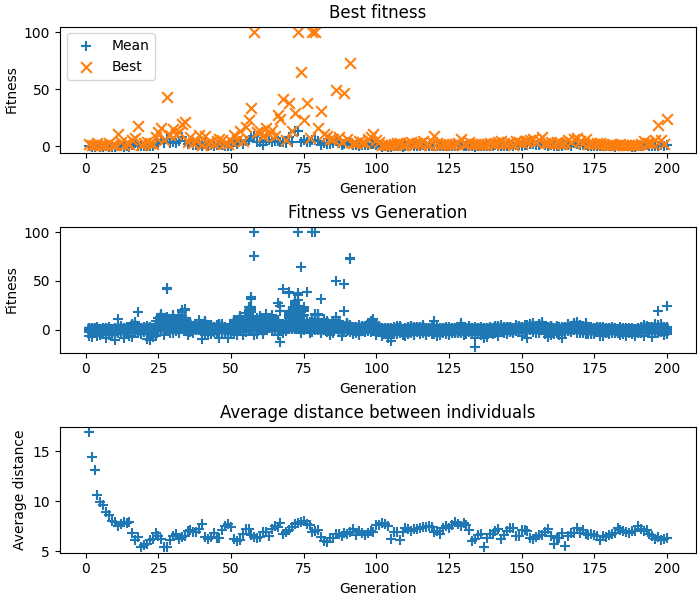 Best fitness
100
50
0
Fitness
Mean
Best
0 25 50 75 100 125 150 175 200
Generation
Fitness vs Generation
100
50
0
Fitness
0 25 50 75 100 125 150 175 200
Generation
Average distance between individuals
15
10
5
Average distance
0 25 50 75 100 125 150 175 200
Generation